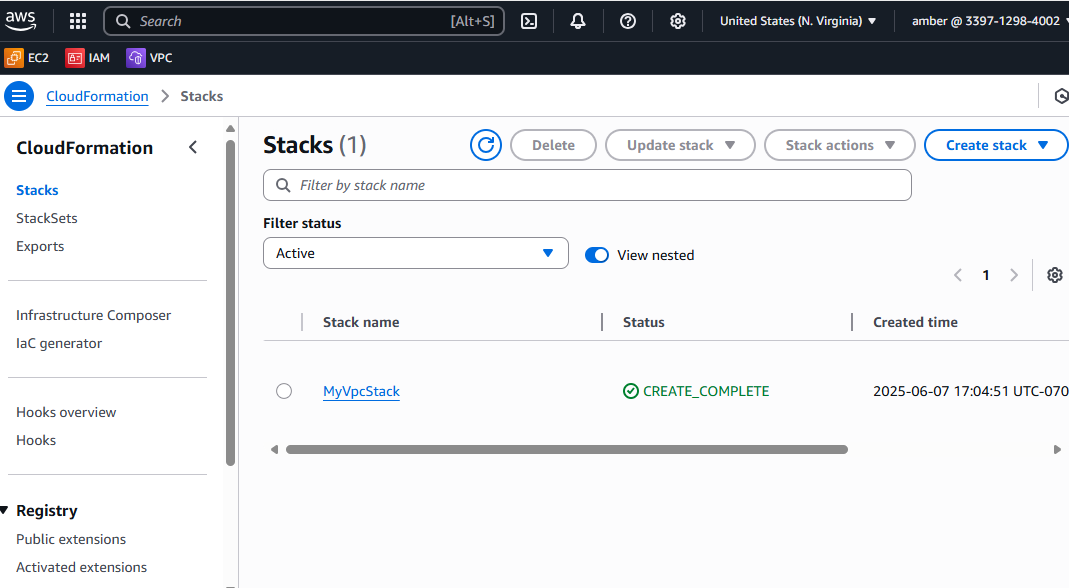 aws
Search [Alt+S]
United States (N. Virginia)
amber @ 3397-1298-4002
EC2 IAM VPC
CloudFormation Stacks
CloudFormation
Stacks
StackSets
Exports
Infrastructure Composer
IaC generator
Hooks overview
Hooks
Registry
Public extensions
Activated extensions
Stacks (1)
Delete Update stack Stack actions Create stack
Filter by stack name
Filter status
Active
View nested
1
Stack name Status Created time
MyVpcStack CREATE_COMPLETE 2025-06-07 17:04:51 UTC-070